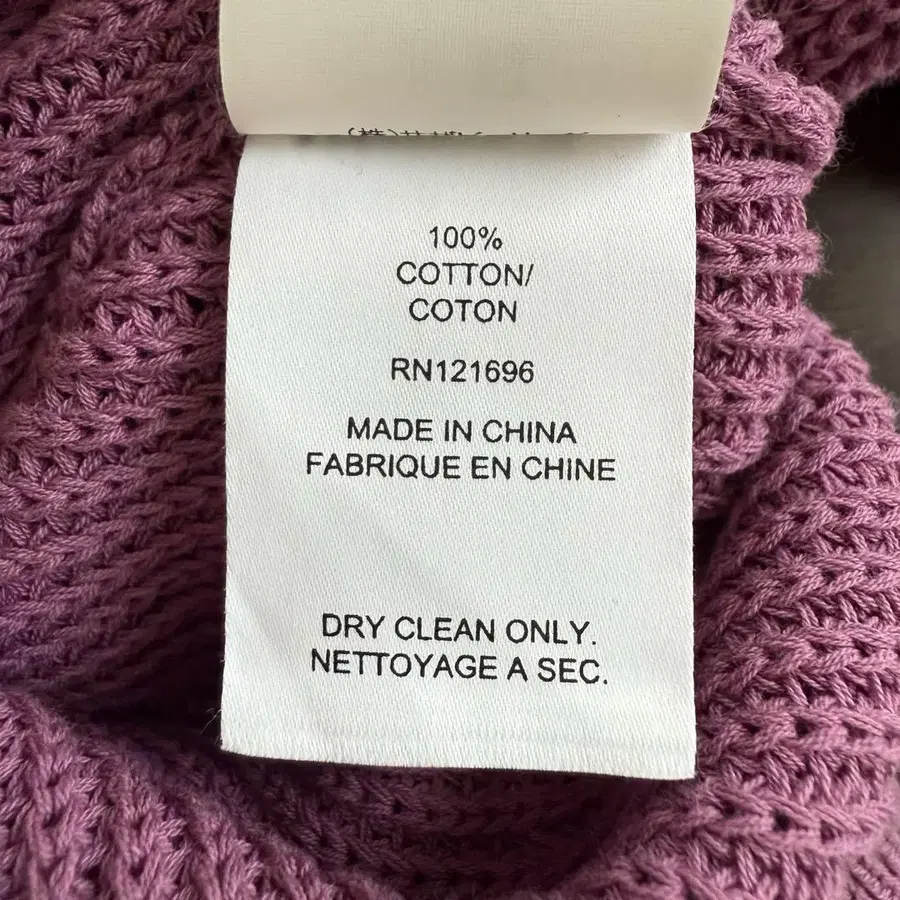 100%
COTTON/
COTON
RN121696
MADE IN CHINA
FABRIQUE EN CHINE
DRY CLEAN ONLY.
NETTOYAGE A SEC.